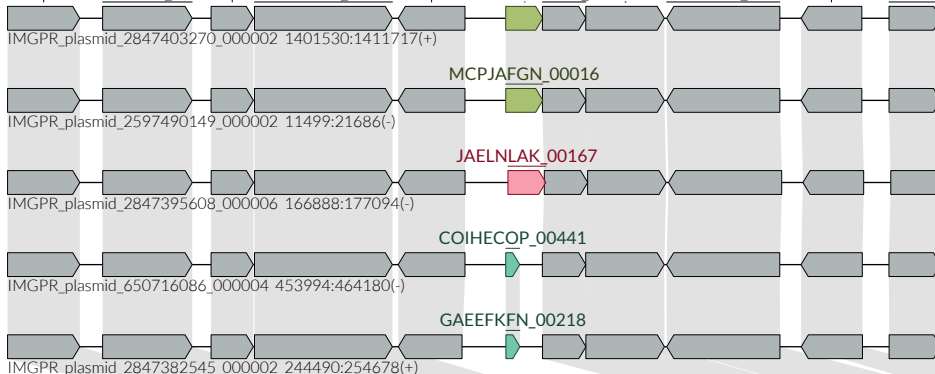 IMGPR_plasmid_2847403270_000002 1401530:1411717(+)
MCPJAFGN_00016
IMGPR_plasmid_2597490149_000002 11499:21686(-)
JAELNLAK_00167
IMGPR_plasmid_2847395608_000006 166888:177094(-)
COIHECOP_00441
IMGPR_plasmid_650716086_000004 453994:464180(-)
GAEEFKFN_00218
IMGPR_plasmid_2847382545_000002 244490:254678(+)